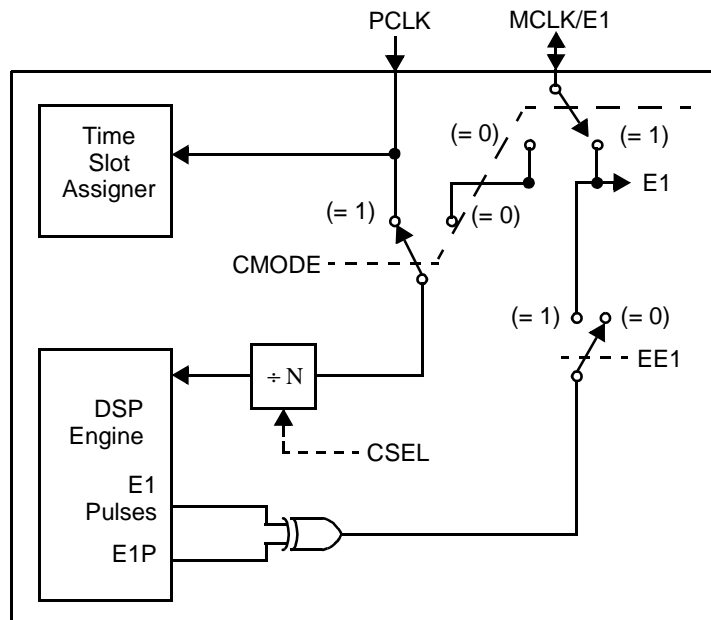 PCLK
MCLK/E1
Time
Slot
Assigner
(= 0)
(= 1)
E1
(= 1)
(= 0)
CMODE
(= 1)
(= 0)
EE1
÷ N
CSEL
DSP
Engine
E1
Pulses
E1P